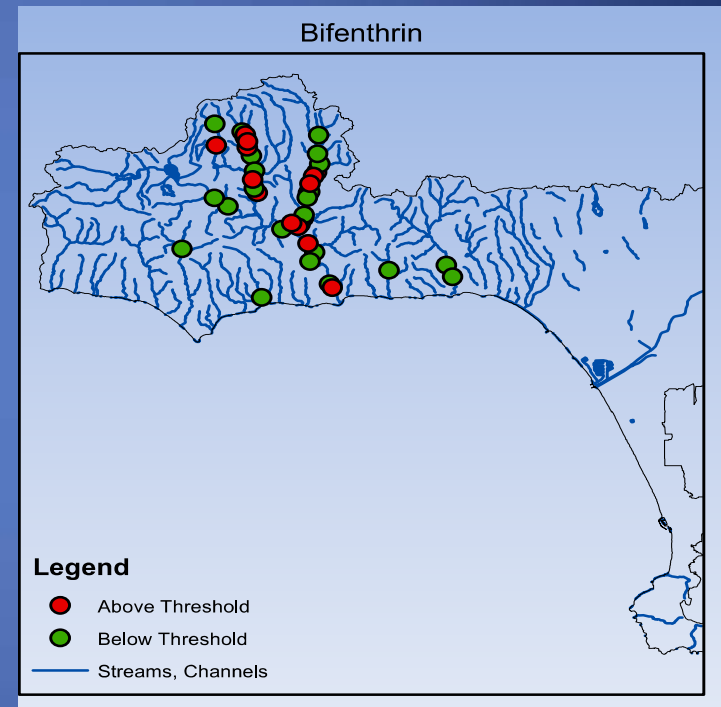 Bifenthrin
Legend
Above Threshold
Below Threshold
Streams, Channels